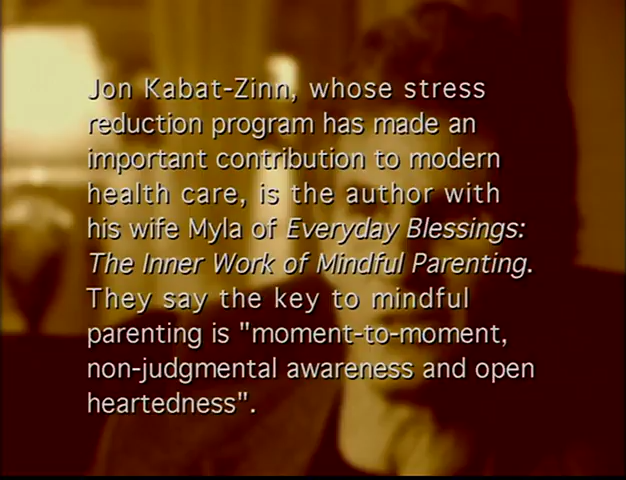 Jon Kabat-Zinn, whose stress
reduction program has made an
important contribution to modern
health care, is the author with
his wife Myla of Everyday Blessings:
The Inner Work of Mindful Parenting.
They say the key to mindful
parenting is "moment-to-moment,
non-judgmental awareness and open
heartedness".